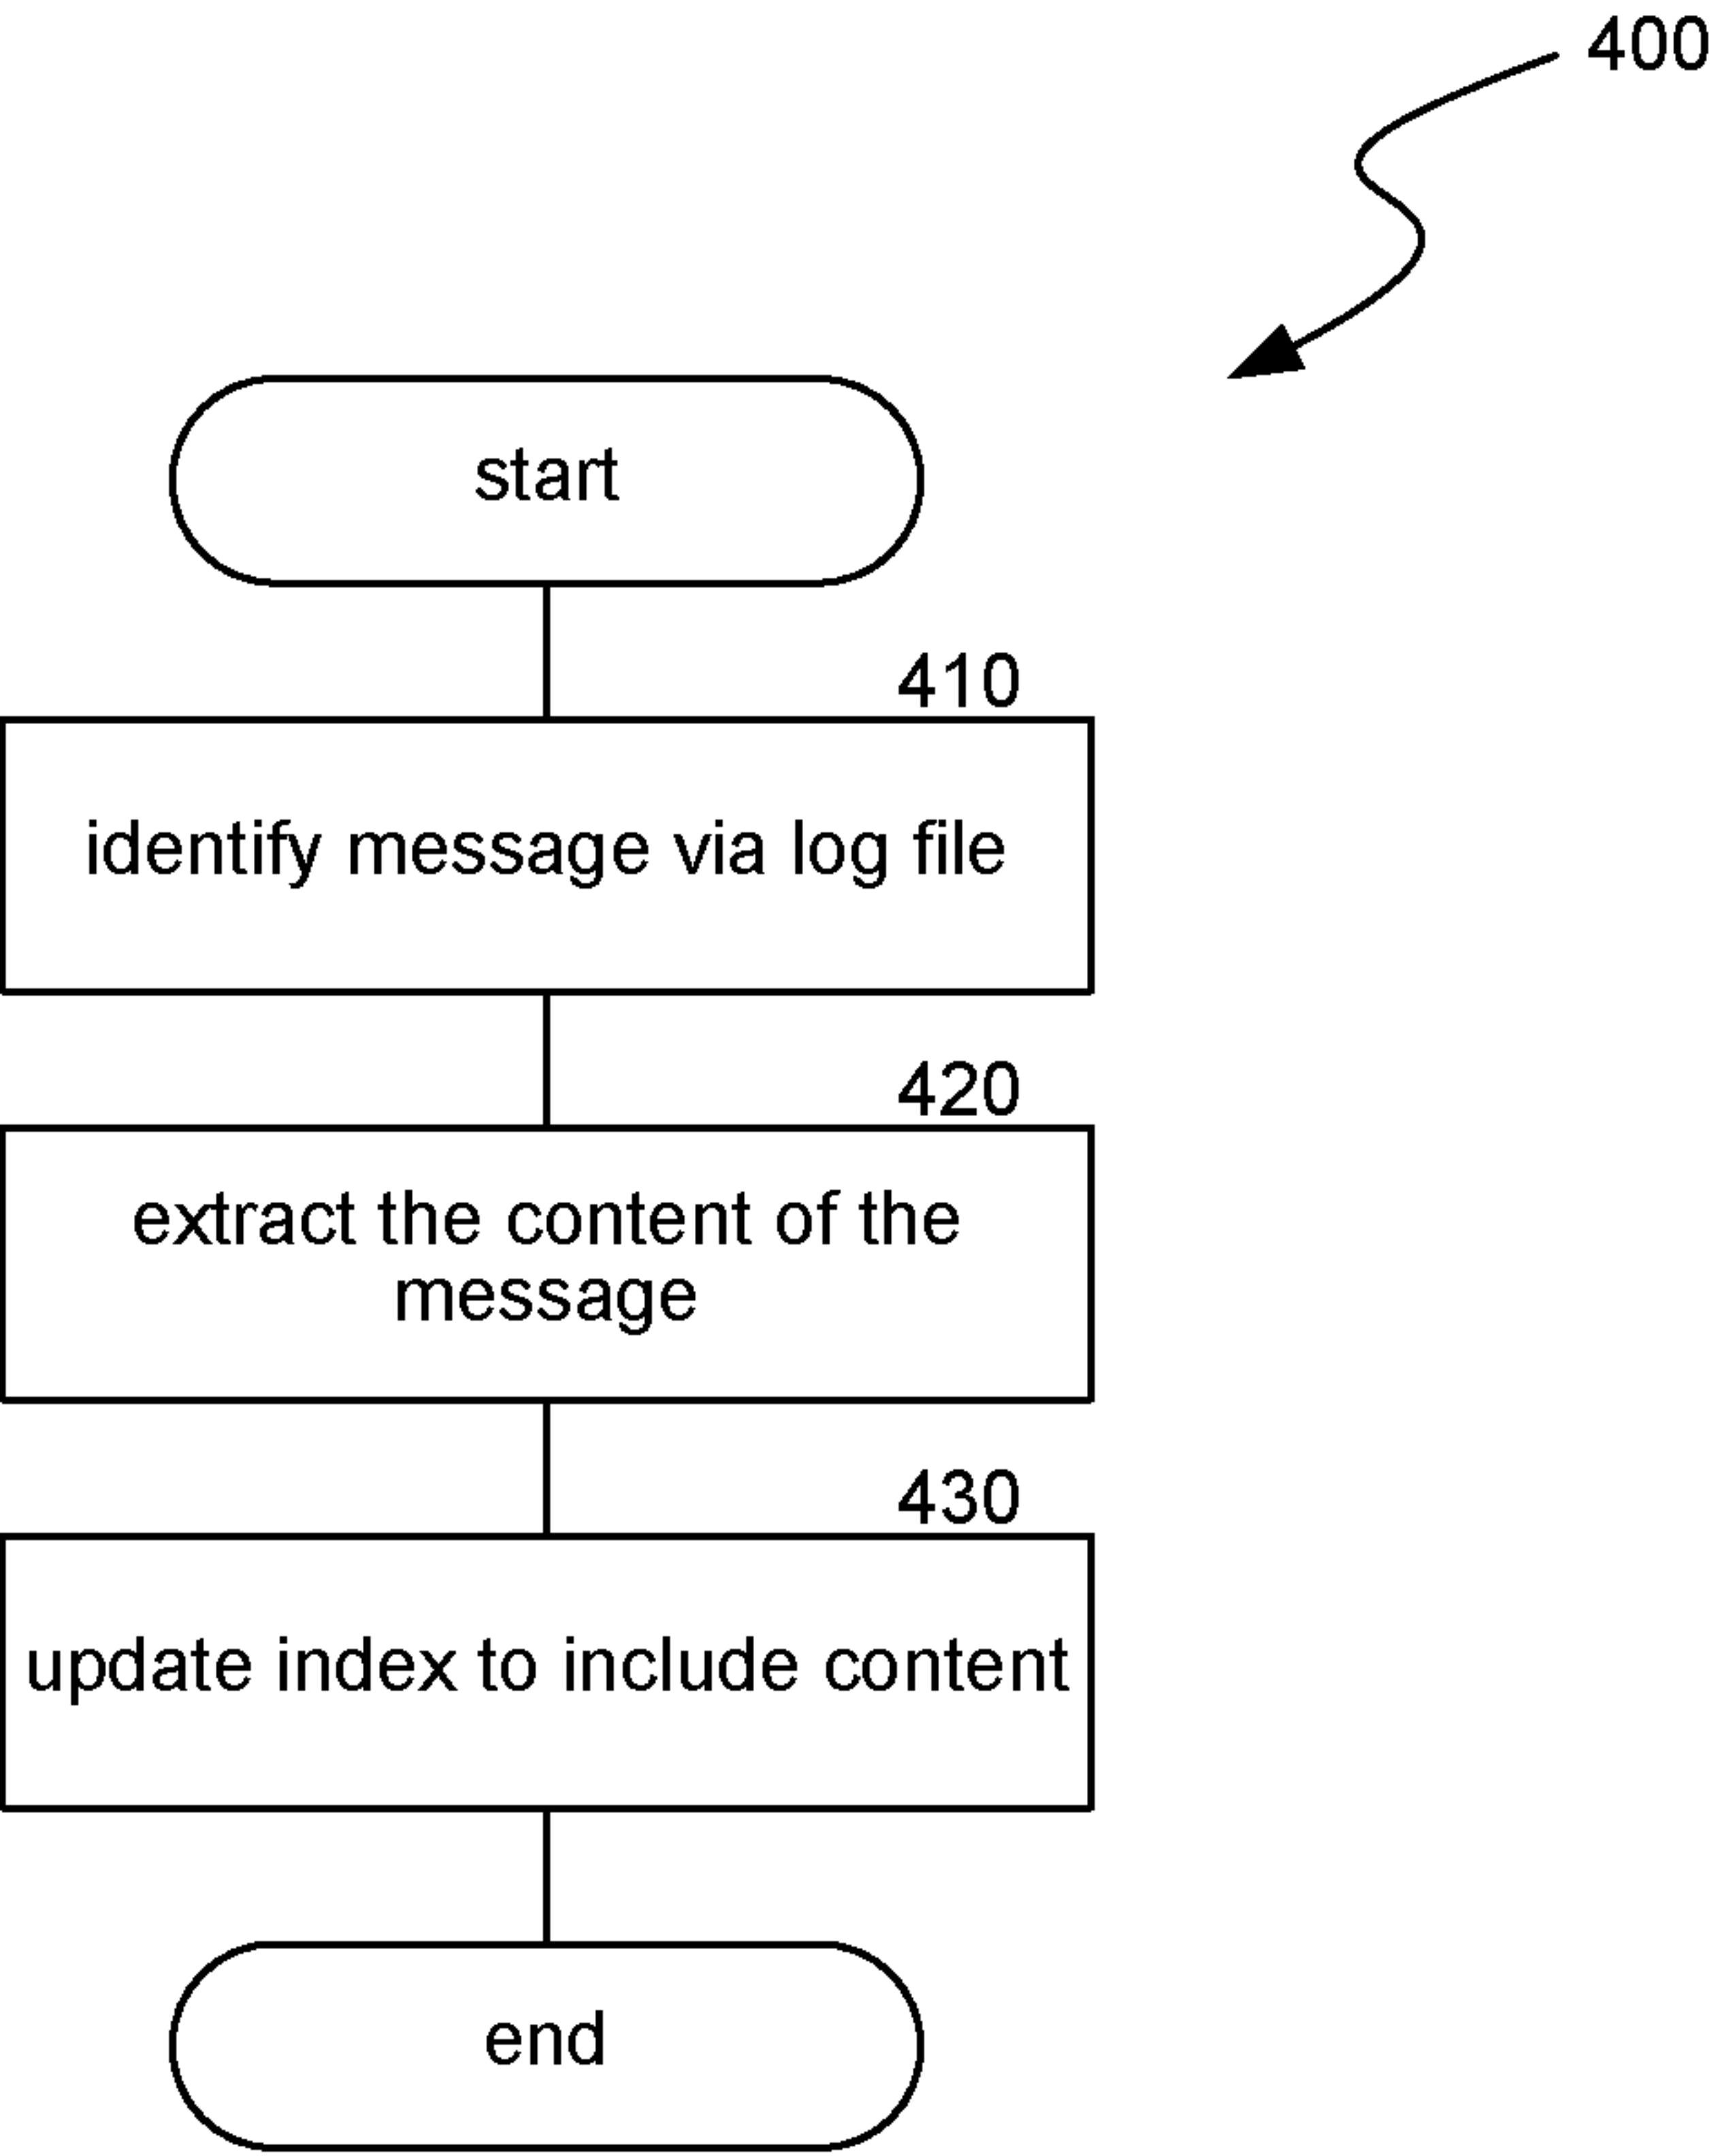 400
start
410
identify message via log file
420
extract the content of the
message
430
update index to include content
end